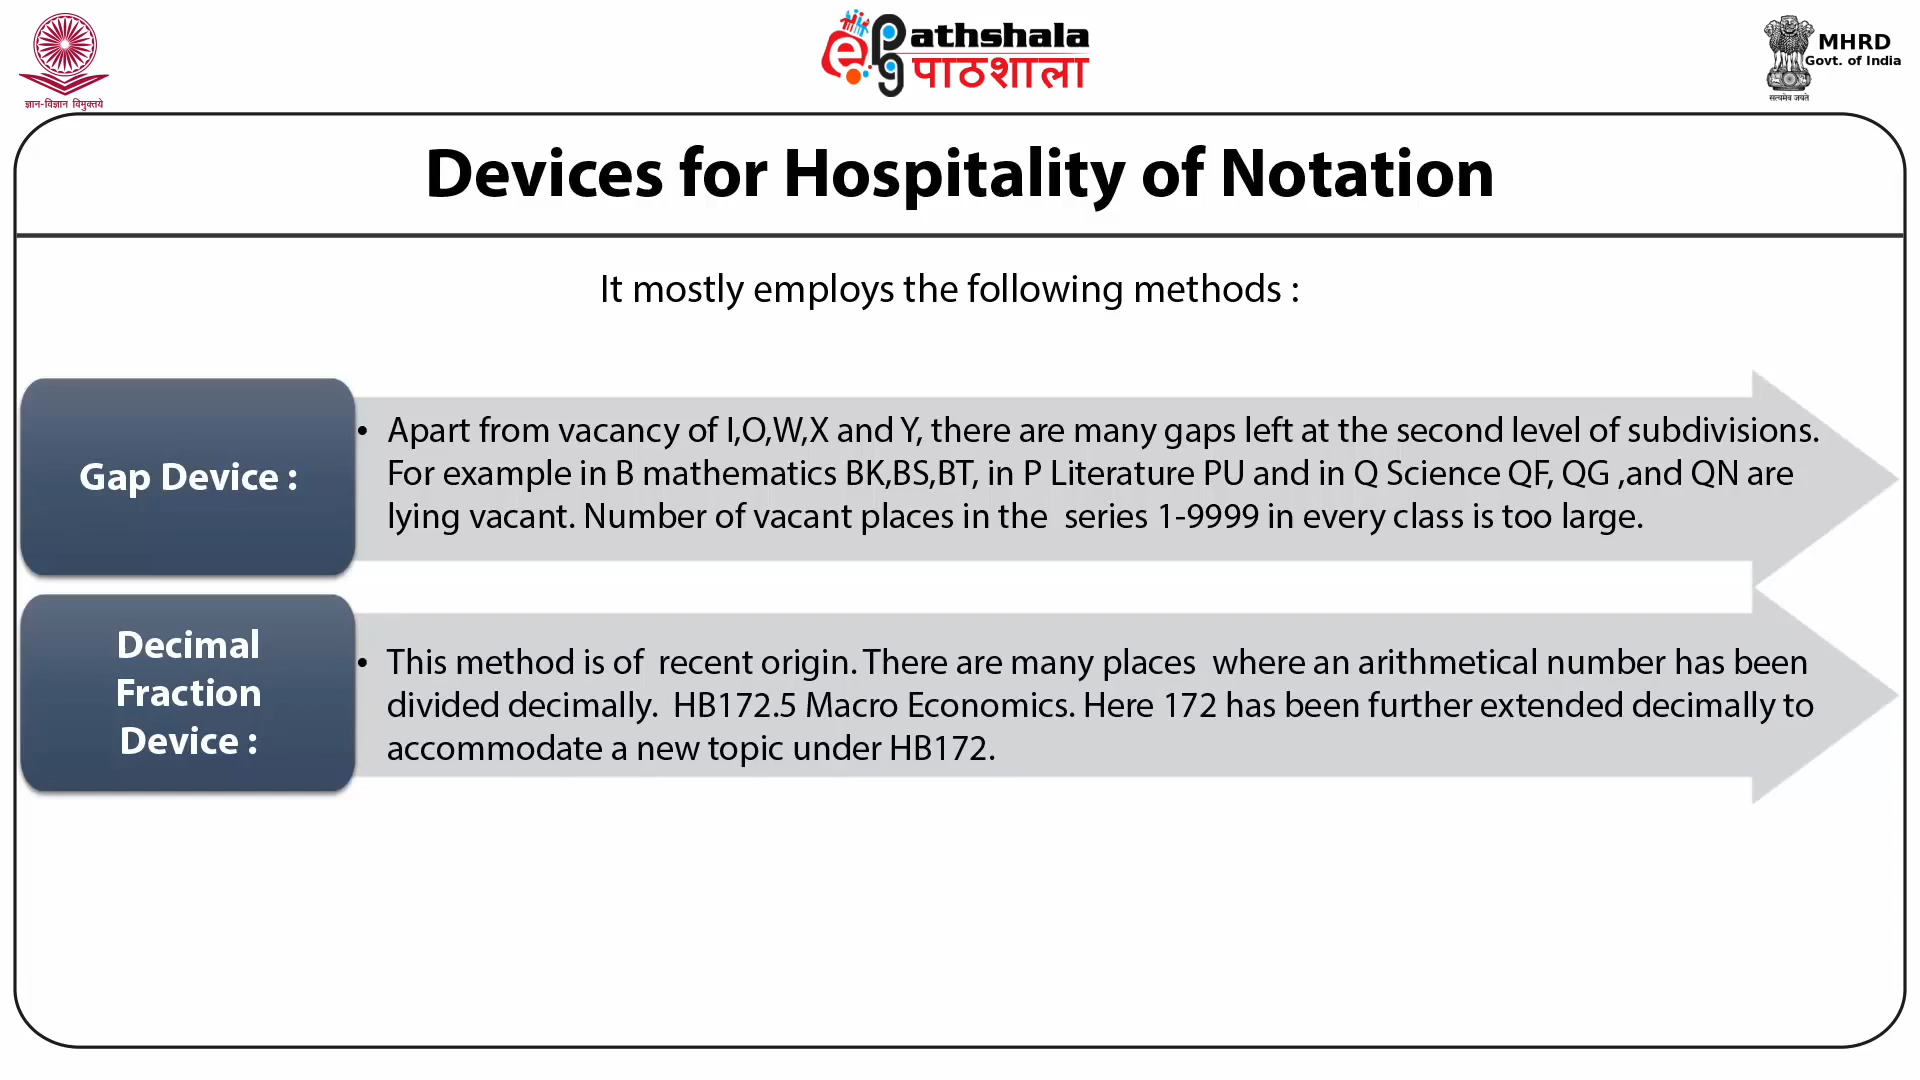 ज्ञान-विज्ञान विमुक्तये
ePGathshala
पाठशाला
MHRD
Govt. of India
सत्यमेव जयते
Devices for Hospitality of Notation
It mostly employs the following methods :
Gap Device :
• Apart from vacancy of I,O,W,X and Y, there are many gaps left at the second level of subdivisions.
For example in B mathematics BK,BS,BT, in P Literature PU and in Q Science QF, QG ,and QN are
lying vacant. Number of vacant places in the series 1-9999 in every class is too large.
Decimal
Fraction
Device :
• This method is of recent origin. There are many places where an arithmetical number has been
divided decimally. HB172.5 Macro Economics. Here 172 has been further extended decimally to
accommodate a new topic under HB172.